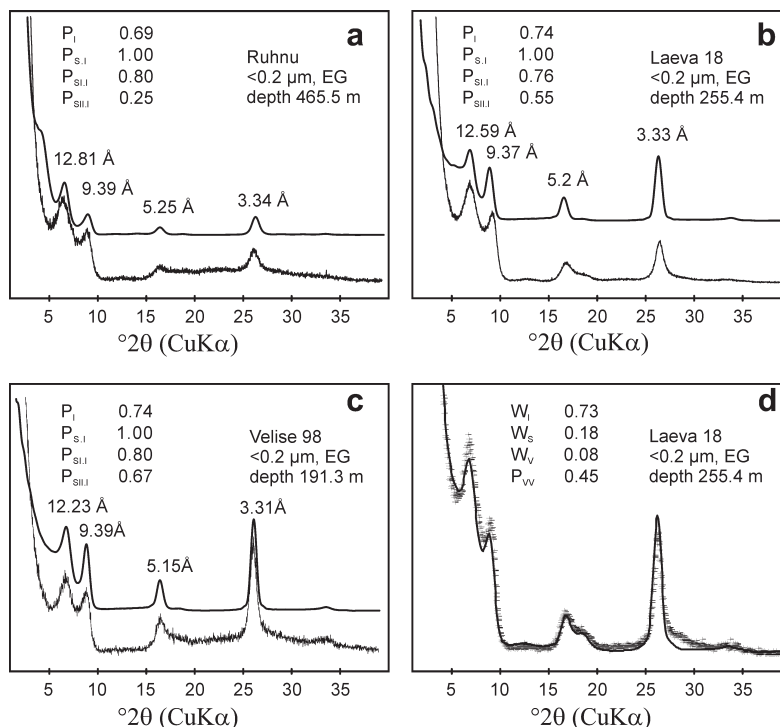 a
P_I 0.69
P_S.I 1.00
P_SI.I 0.80
P_SII.I 0.25
Ruhnu
<0.2 µm, EG
depth 465.5 m
12.81 Å
9.39 Å
5.25 Å
3.34 Å
5 10 15 20 25 30 35
°2θ (CuKα)
b
P_I 0.74
P_S.I 1.00
P_SI.I 0.76
P_SII.I 0.55
Laeva 18
<0.2 µm, EG
depth 255.4 m
12.59 Å
9.37 Å
5.2 Å
3.33 Å
5 10 15 20 25 30 35
°2θ (CuKα)
c
P_I 0.74
P_S.I 1.00
P_SI.I 0.80
P_SII.I 0.67
Velise 98
<0.2 µm, EG
depth 191.3 m
12.23 Å
9.39Å
5.15Å
3.31Å
5 10 15 20 25 30 35
°2θ (CuKα)
d
W_I 0.73
W_S 0.18
W_V 0.08
P_VV 0.45
Laeva 18
<0.2 µm, EG
depth 255.4 m
5 10 15 20 25 30 35
°2θ (CuKα)